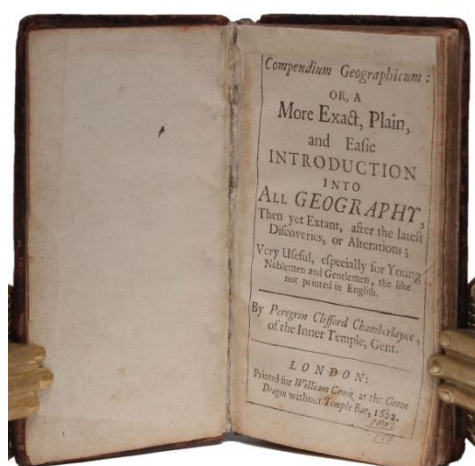 Compendium Geographicum:
OR, A
More Exact, Plain,
and Easie
INTRODUCTION
INTO
ALL GEOGRAPHY,
Then yet Extant, after the latest
Discoveries, or Alterations;
Very Useful, especially for Young
Noblemen and Gentlemen, the like
not printed in English.
By Peregrin Clifford Chamberlayne,
of the Inner Temple, Gent.
LONDON:
Printed for William Crook at the Green
Dragon without Temple Bar, 1682.